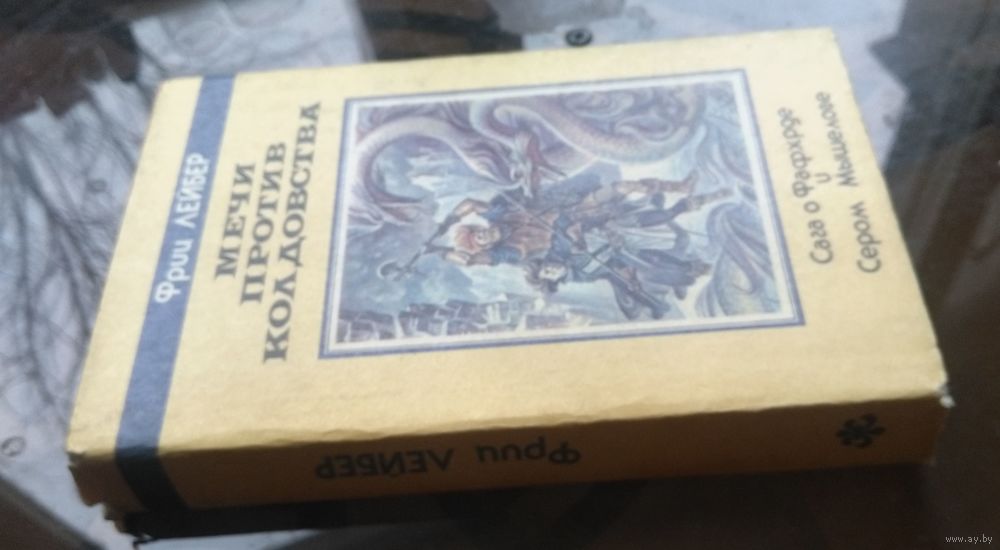 Фриц ЛЕЙБЕР
МЕЧИ
ПРОТИВ
КОЛДОВСТВА
Сага о Фафхрде
и
Сером Мышелове
Фриц ЛЕЙБЕР
www.ay.by